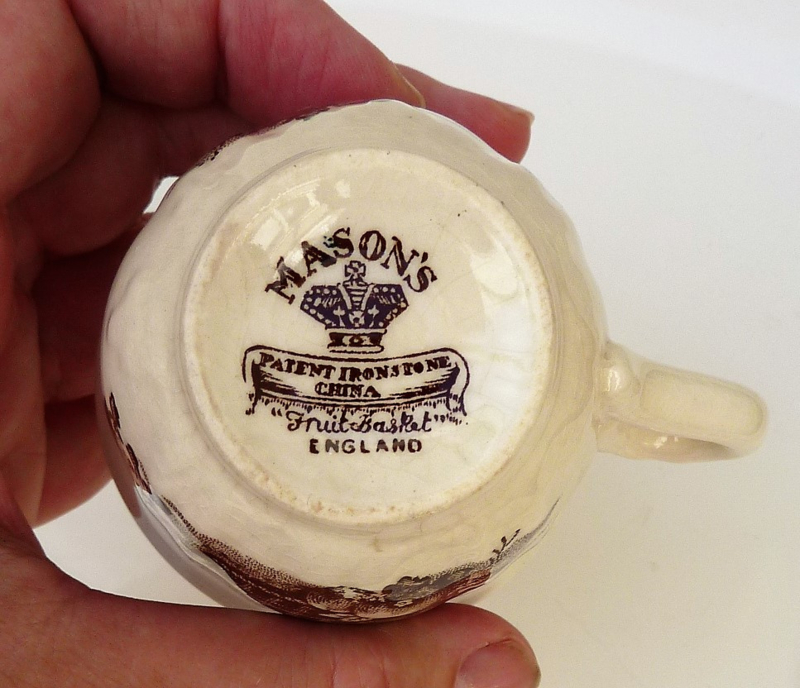 MASON'S
PATENT IRONSTONE
CHINA
"Fruit Basket"
ENGLAND